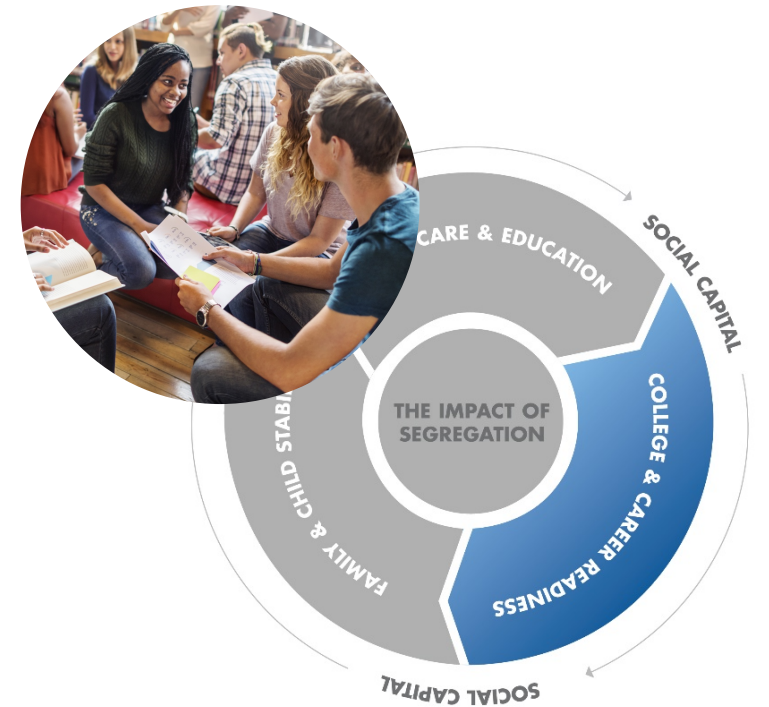 CARE & EDUCATION
SOCIAL CAPITAL
COLLEGE & CAREER READINESS
THE IMPACT OF
SEGREGATION
FAMILY & CHILD STABI
SOCIAL CAPITAL